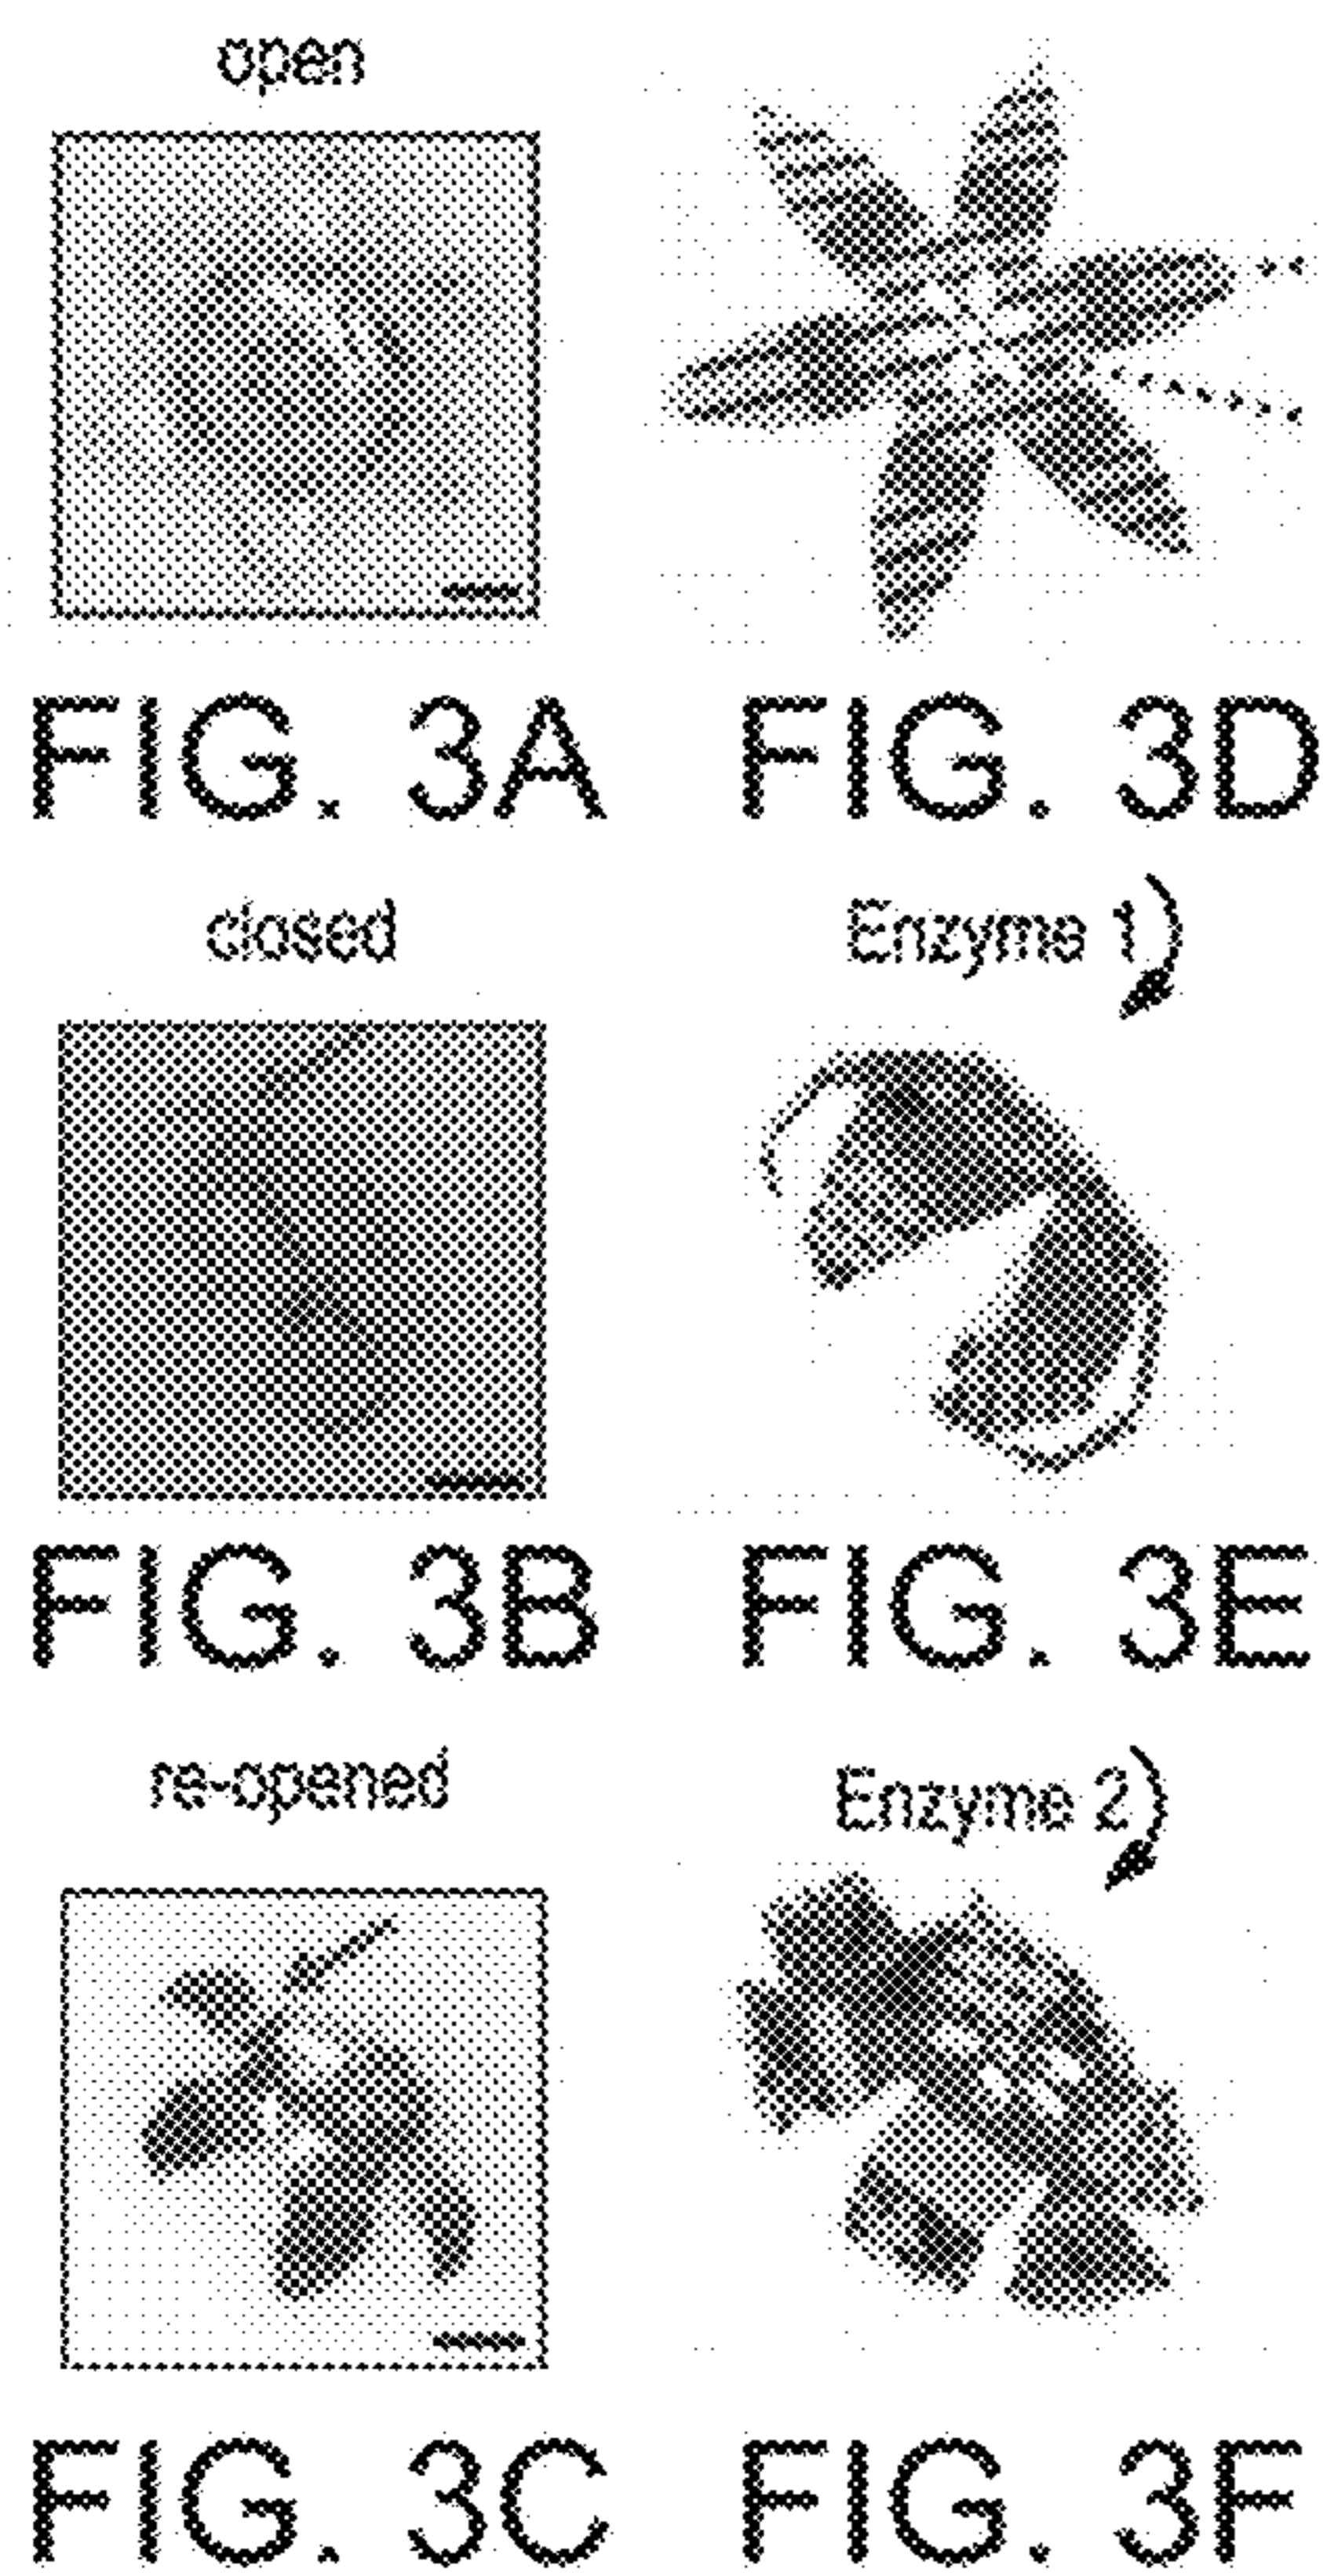 open
FIG. 3A
FIG. 3D
closed
Enzyme 1
FIG. 3B
FIG. 3E
re-opened
Enzyme 2
FIG. 3C
FIG. 3F